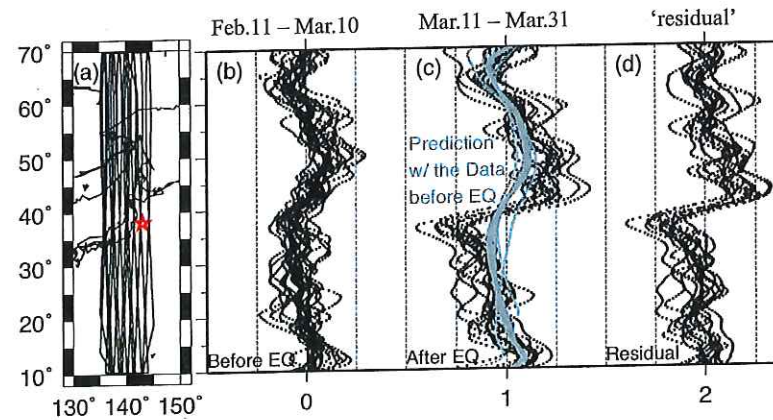 Feb.11 – Mar.10
Mar.11 – Mar.31
'residual'
70˚
60˚
50˚
40˚
30˚
20˚
10˚
(a)
(b)
(c)
(d)
Prediction
w/ the Data
before EQ
Before EQ
After EQ
Residual
130˚ 140˚ 150˚
0
1
2